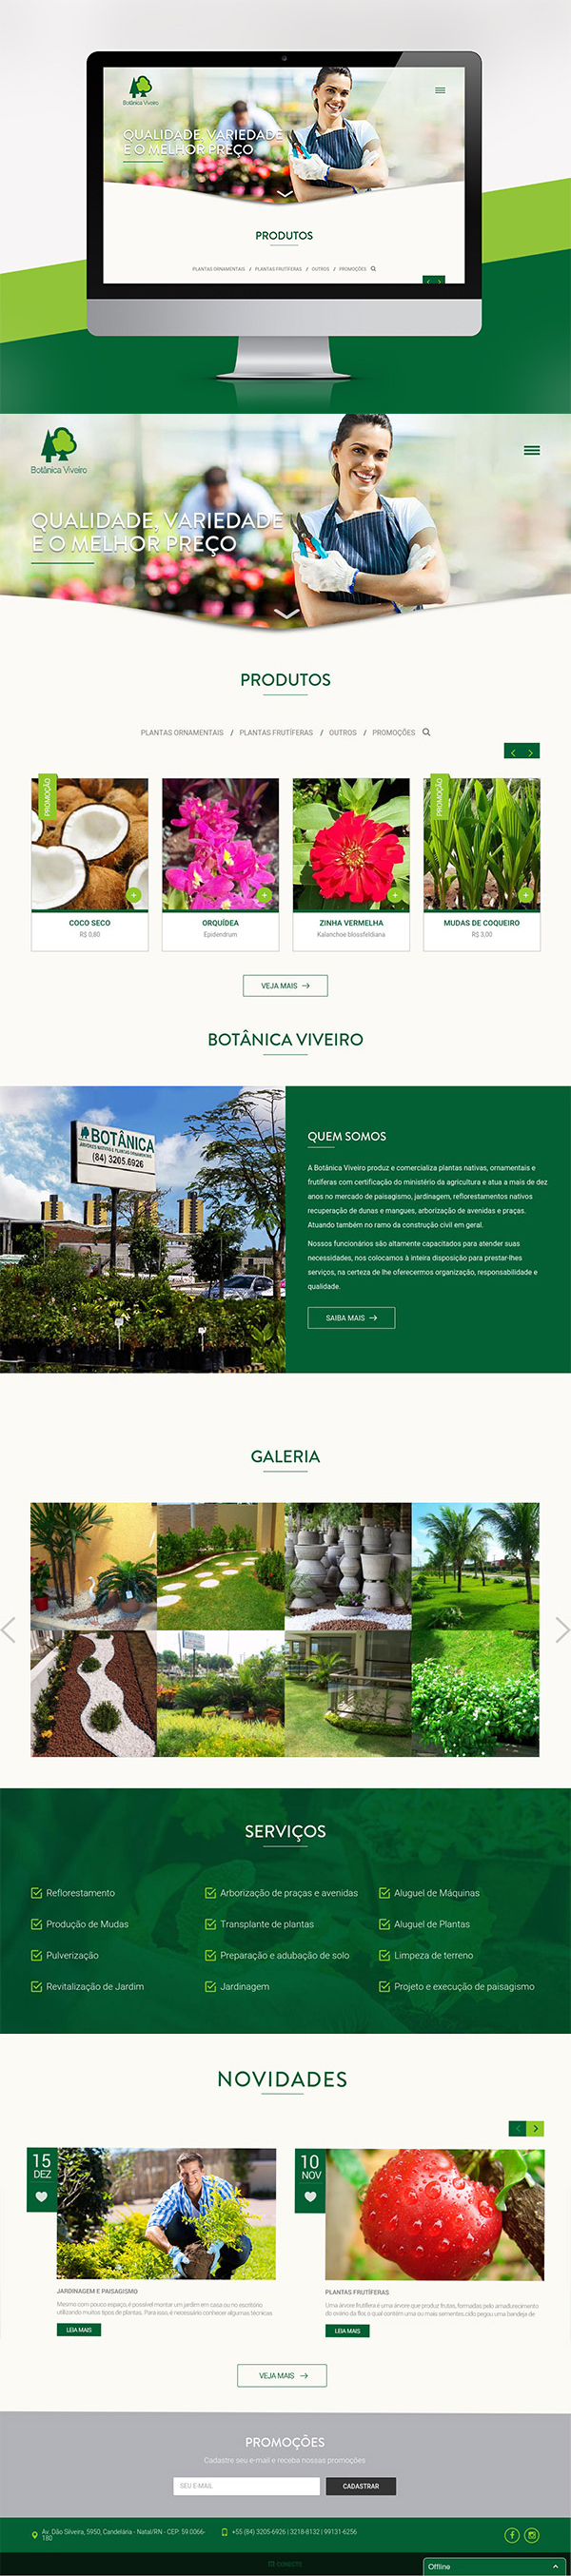 Botânica Viveiro
QUALIDADE, VARIEDADE
E O MELHOR PREÇO
PRODUTOS
PLANTAS ORNAMENTAIS / PLANTAS FRUTÍFERAS / OUTROS / PROMOÇÕES
Botânica Viveiro
QUALIDADE, VARIEDADE
E O MELHOR PREÇO
PRODUTOS
PLANTAS ORNAMENTAIS / PLANTAS FRUTÍFERAS / OUTROS / PROMOÇÕES
PROMOÇÃO
PROMOÇÃO
COCO SECO
R$ 0,80
ORQUÍDEA
Epidendrum
ZINHA VERMELHA
Kalanchoe blossfeldiana
MUDAS DE COQUEIRO
R$ 3,00
VEJA MAIS
BOTÂNICA VIVEIRO
BOTÂNICA
ÁRVORES NATIVAS E PLANTAS ORNAMENTAIS
(84) 3205.6926
QUEM SOMOS
A Botânica Viveiro produz e comercializa plantas nativas, ornamentais e
frutíferas com certificação do ministério da agricultura e atua a mais de dez
anos no mercado de paisagismo, jardinagem, reflorestamentos nativos
recuperação de dunas e mangues, arborização de avenidas e praças.
Atuando também no ramo da construção civil em geral.
Nossos funcionários são altamente capacitados para atender suas
necessidades, nos colocamos à inteira disposição para prestar-lhes
serviços, na certeza de lhe oferecermos organização, responsabilidade e
qualidade.
SAIBA MAIS
GALERIA
SERVIÇOS
Reflorestamento
Arborização de praças e avenidas
Aluguel de Máquinas
Produção de Mudas
Transplante de plantas
Aluguel de Plantas
Pulverização
Preparação e adubação de solo
Limpeza de terreno
Revitalização de Jardim
Jardinagem
Projeto e execução de paisagismo
NOVIDADES
15
DEZ
JARDINAGEM E PAISAGISMO
Mesmo com pouco espaço, é possível montar um jardim em casa ou no escritório
utilizando muitos tipos de plantas. Para isso, é necessário conhecer algumas técnicas
LEIA MAIS
10
NOV
PLANTAS FRUTÍFERAS
Uma árvore frutífera é uma árvore que produz frutas, formadas pelo amadurecimento
do ovário da flor, o qual contém uma ou mais sementes.cido peçou uma bandeja de
LEIA MAIS
VEJA MAIS
PROMOÇÕES
Cadastre seu e-mail e receba nossas promoções
SEU E-MAIL
CADASTRAR
Av. Dão Silveira, 5950, Candelária - Natal/RN - CEP: 59.0066-
180
+55 (84) 3205-6926 | 3218-8132 | 99131-6256
Offline